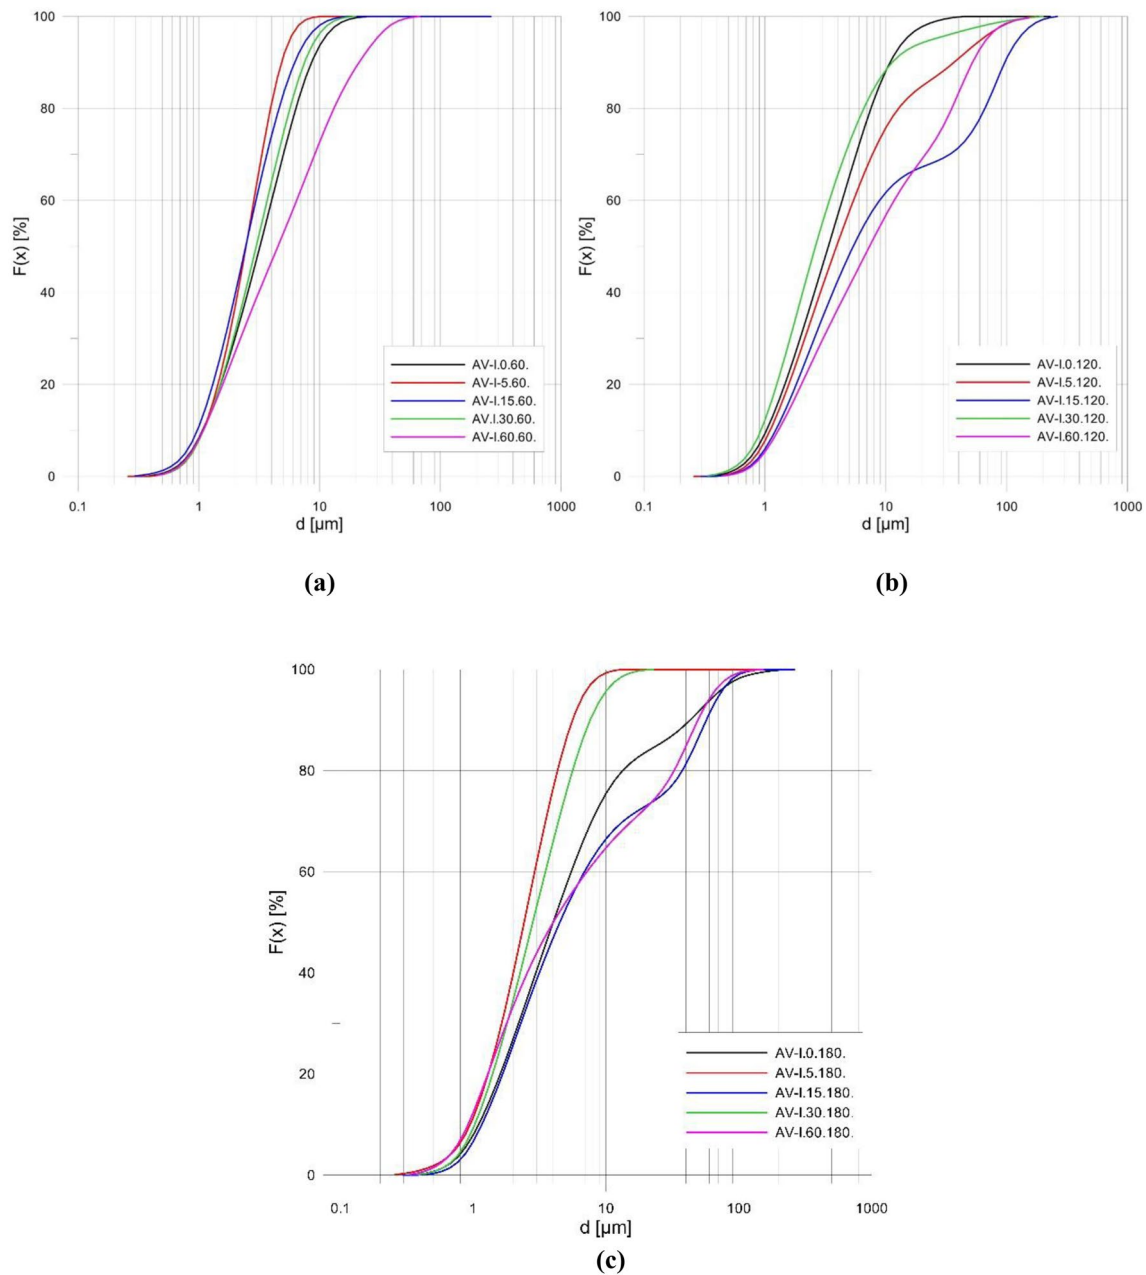 100
80
60
40
20
0
F(x) [%]
AV-I.0.60.
AV-I-5.60.
AV-I.15.60.
AV.I.30.60.
AV-I.60.60.
0.1
1
10
100
1000
d [µm]
(a)
100
80
60
40
20
0
F(x) [%]
AV-I.0.120.
AV-I.5.120.
AV-I.15.120.
AV-I.30.120.
AV-I.60.120.
0.1
1
10
100
1000
d [µm]
(b)
100
80
60
40
20
0
F(x) [%]
AV-I.0.180.
AV-I.5.180.
AV-I.15.180.
AV-I.30.180.
AV-I.60.180.
0.1
1
10
100
1000
d [µm]
(c)